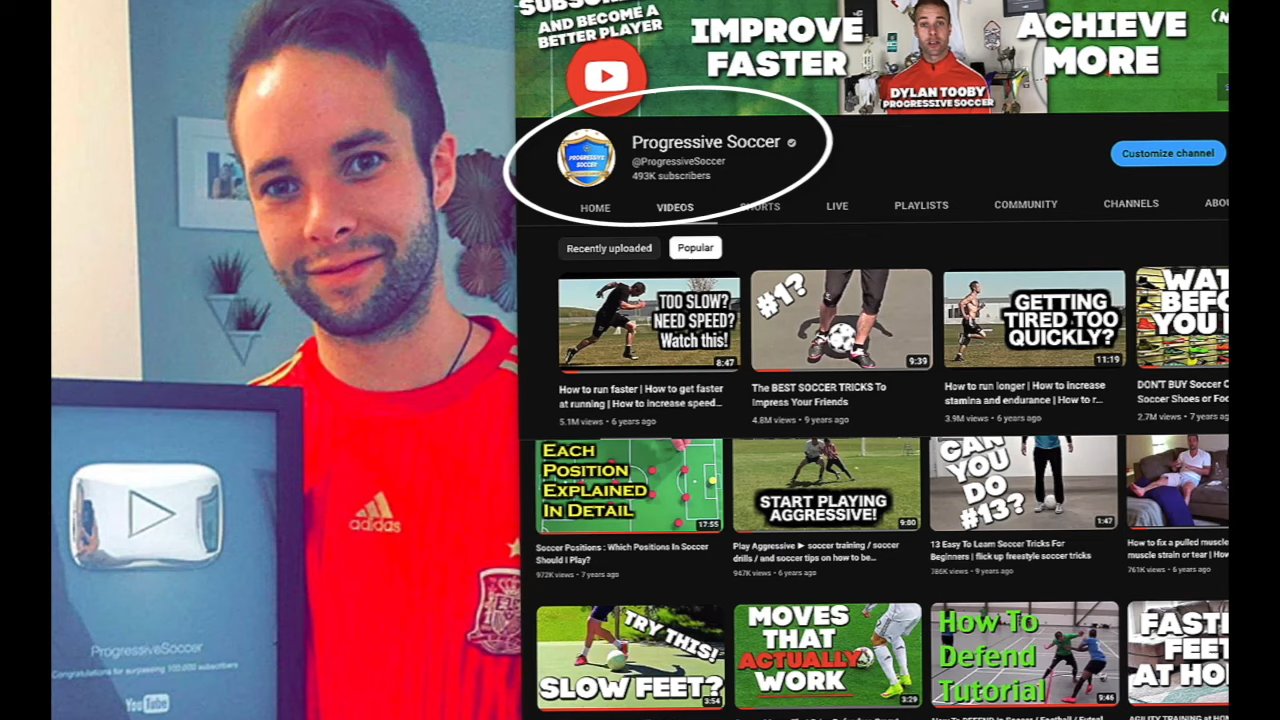 SUBSCRIBE
AND BECOME A
BETTER PLAYER
IMPROVE
FASTER
DYLAN TOOBY
PROGRESSIVE SOCCER
ACHIEVE
MORE
PROGRESSIVE
SOCCER
Progressive Soccer
@ProgressiveSoccer
493K subscribers
Customize channel
HOME
VIDEOS
SHORTS
LIVE
PLAYLISTS
COMMUNITY
CHANNELS
ABOU
Recently uploaded
Popular
TOO SLOW?
NEED SPEED?
Watch this!
8:47
#1?
9:39
GETTING
TIRED TOO
QUICKLY?
11:19
WAT
BEFO
YOU
How to run faster | How to get faster
at running | How to increase speed...
5.1M views • 6 years ago
The BEST SOCCER TRICKS To
Impress Your Friends
4.8M views • 9 years ago
How to run longer | How to increase
stamina and endurance | How to r...
3.9M views • 6 years ago
DON'T BUY Soccer C
Soccer Shoes or Foo
2.7M views • 7 years ag
EACH
POSITION
EXPLAINED
IN DETAIL
17:55
START PLAYING
AGGRESSIVE!
9:00
CAN
YOU
DO
#13?
1:47
Soccer Positions : Which Positions In Soccer
Should I Play?
972K views • 7 years ago
Play Aggressive ► soccer training / soccer
drills / and soccer tips on how to be...
947K views • 6 years ago
13 Easy To Learn Soccer Tricks For
Beginners | flick up freestyle soccer tricks
786K views • 9 years ago
How to fix a pulled muscle
muscle strain or tear | How
761K views • 6 years ago
TRY THIS!
SLOW FEET?
3:54
MOVES
THAT
ACTUALLY
WORK
3:29
How To
Defend
Tutorial
9:46
FAST
FEET
AT HOM
adidas
ProgressiveSoccer
Congratulations for surpassing 100,000 subscribers
YouTube